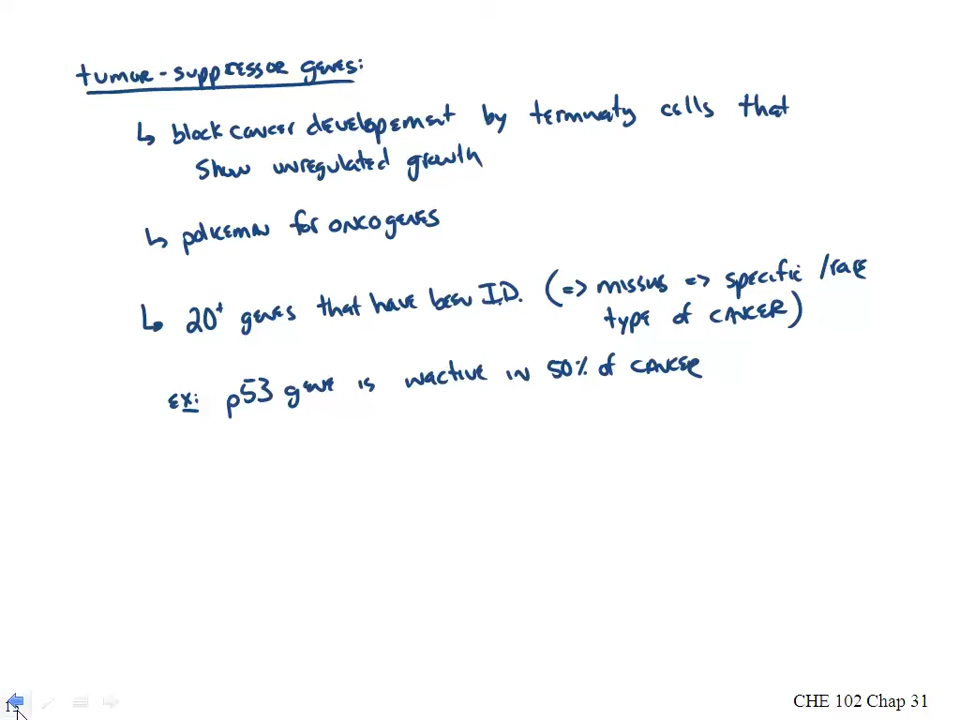 tumor-suppressor genes:
↳ block cancer developement by terminaty cells that
show unregulated growth
↳ policeman for oncogenes
↳ 20+ genes that have been I.D. (=> missing => specific /rare
type of CANCER)
Ex: p53 gene is inactive in 50% of CANCER
CHE 102 Chap 31